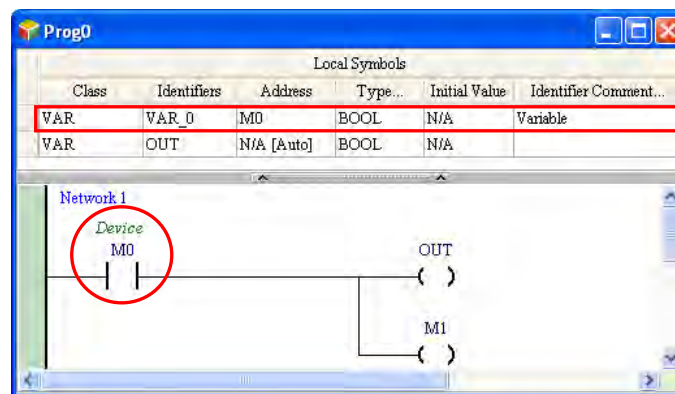 Prog0
Local Symbols
Class Identifiers Address Type... Initial Value Identifier Comment...
VAR VAR_0 M0 BOOL N/A Variable
VAR OUT N/A [Auto] BOOL N/A
Network 1
Device
M0 OUT
M1